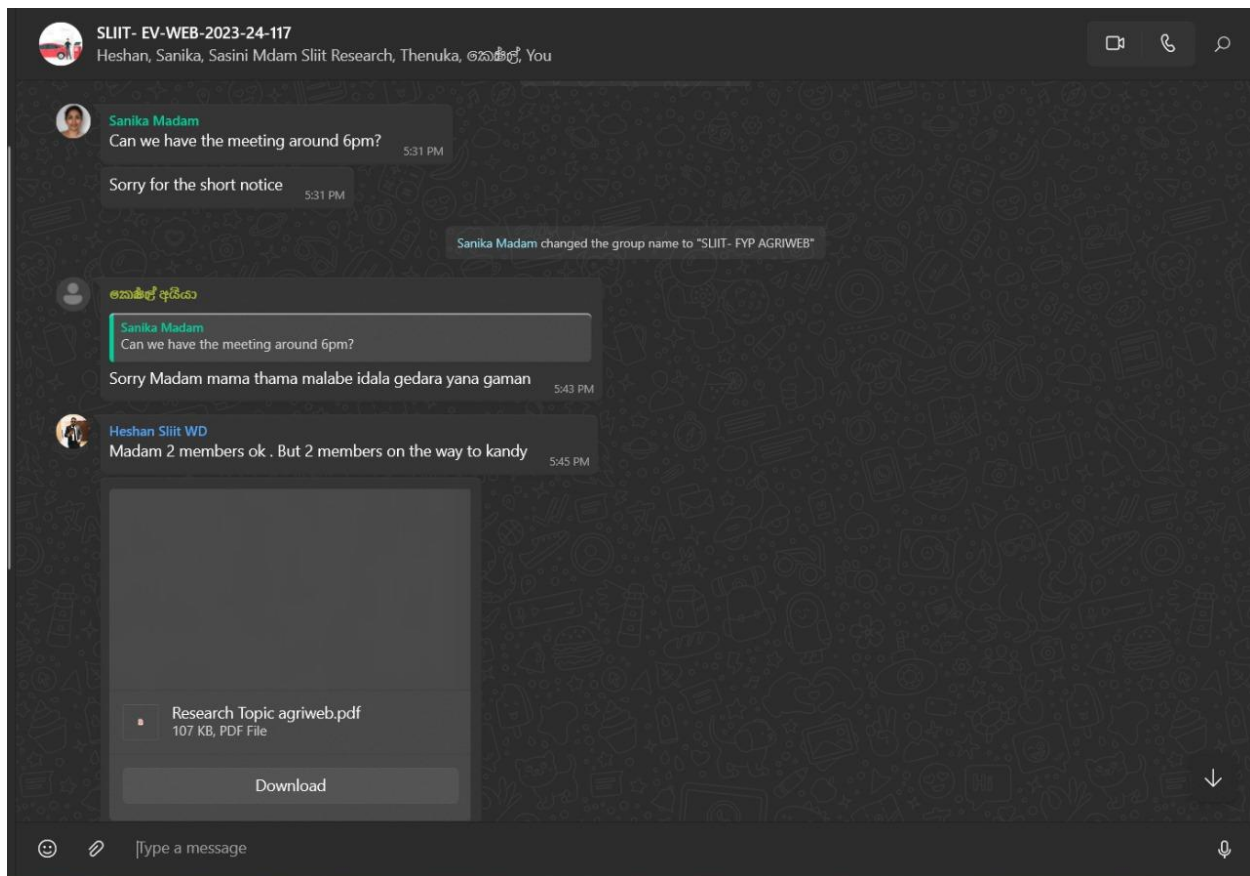 SLIIT- EV-WEB-2023-24-117
Heshan, Sanika, Sasini Mdam Sliit Research, Thenuka, කෞෂල්, You
Sanika Madam
Can we have the meeting around 6pm?
5:31 PM
Sorry for the short notice
5:31 PM
Sanika Madam changed the group name to "SLIIT- FYP AGRIWEB"
අයියා
Sanika Madam
Can we have the meeting around 6pm?
Sorry Madam mama thama malabe idala gedara yana gaman
5:43 PM
Heshan Sliit WD
Madam 2 members ok . But 2 members on the way to kandy
5:45 PM
Research Topic agriweb.pdf
107 KB, PDF File
Download
Type a message